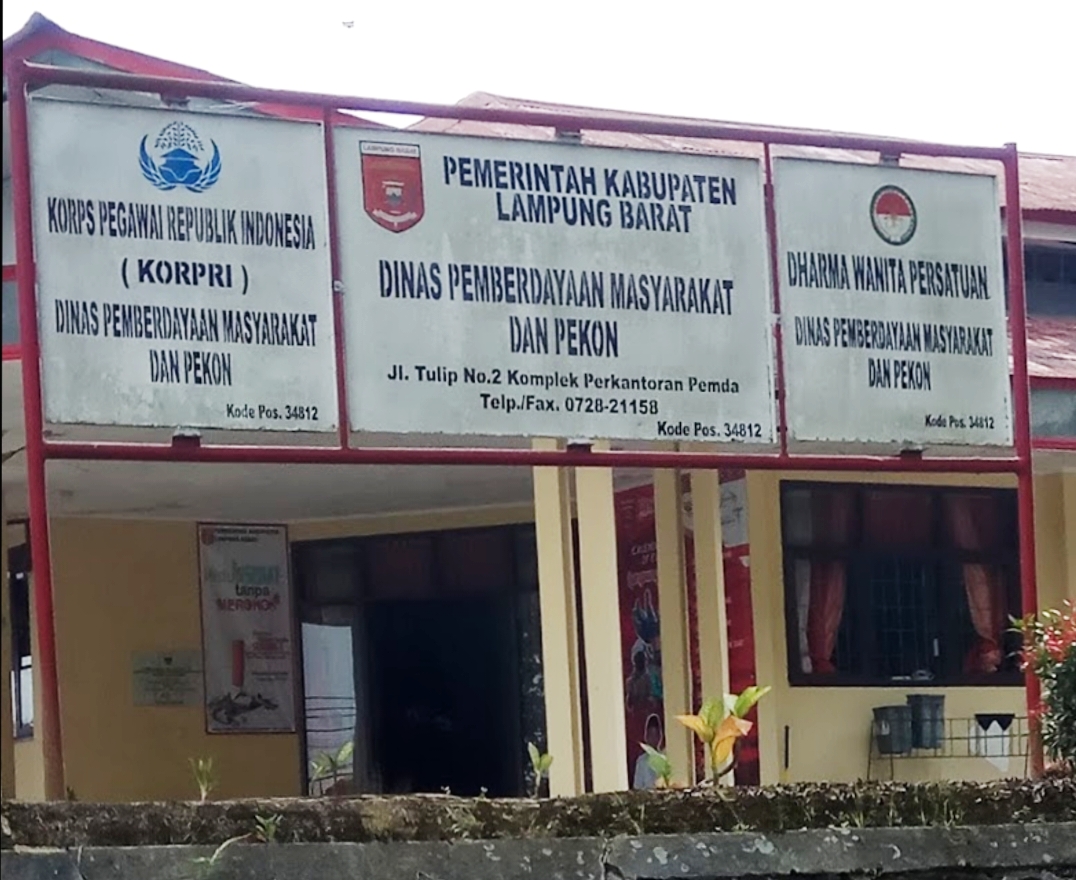 KORPS PEGAWAI REPUBLIK INDONESIA
( KORPRI )
DINAS PEMBERDAYAAN MASYARAKAT
DAN PEKON
Kode Pos. 34812
LAMPUNG BARAT
PEMERINTAH KABUPATEN
LAMPUNG BARAT
DINAS PEMBERDAYAAN MASYARAKAT
DAN PEKON
Jl. Tulip No.2 Komplek Perkantoran Pemda
Telp./Fax. 0728-21158
Kode Pos. 34812
DHARMA WANITA PERSATUAN
DINAS PEMBERDAYAAN MASYARAKAT
DAN PEKON
Kode Pos. 34812
tanpa
MEROKOK